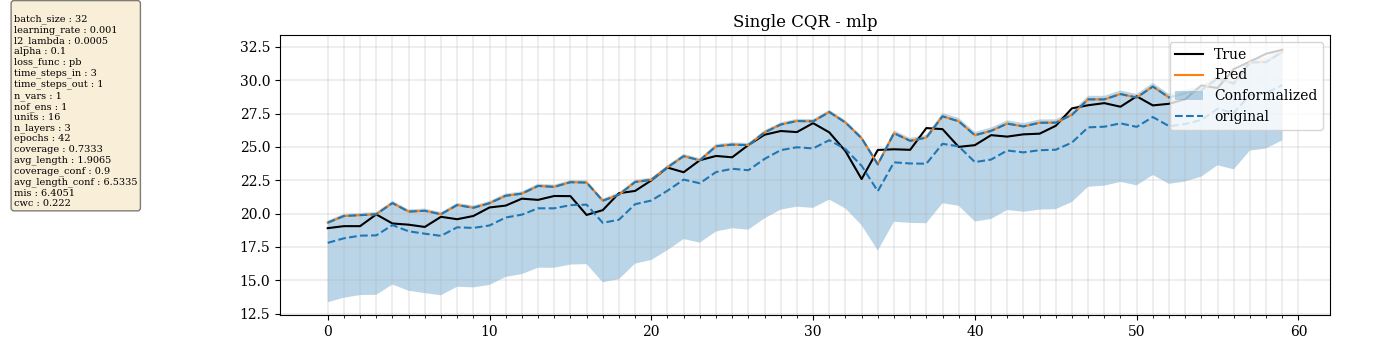 batch_size : 32
learning_rate : 0.001
l2_lambda : 0.0005
alpha : 0.1
loss_func : pb
time_steps_in : 3
time_steps_out : 1
n_vars : 1
nof_ens : 1
units : 16
n_layers : 3
epochs : 42
coverage : 0.7333
avg_length : 1.9065
coverage_conf : 0.9
avg_length_conf : 6.5335
mis : 6.4051
cwc : 0.222
Single CQR - mlp
32.5
30.0
27.5
25.0
22.5
20.0
17.5
15.0
12.5
True
Pred
Conformalized
original
0 10 20 30 40 50 60